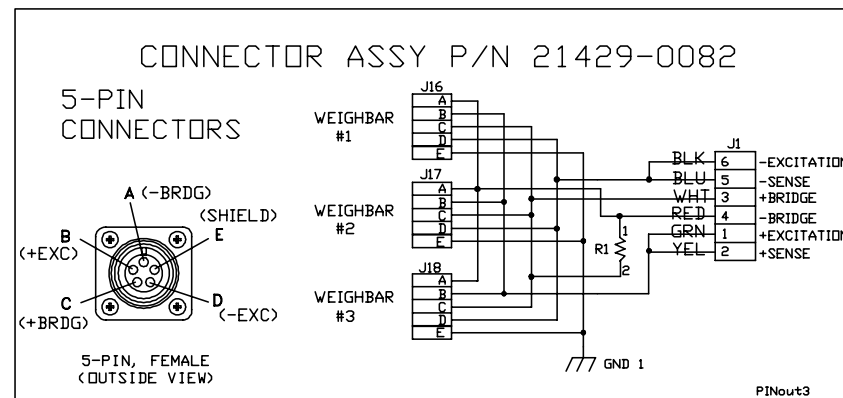 CONNECTOR ASSY P/N 21429-0082
5-PIN
CONNECTORS
A (-BRDG)
(SHIELD)
B
E
(+EXC)
C
D
(+BRDG)
(-EXC)
5-PIN, FEMALE
(OUTSIDE VIEW)
WEIGHBAR
#1
J16
A
B
C
D
E
WEIGHBAR
#2
J17
A
B
C
D
E
WEIGHBAR
#3
J18
A
B
C
D
E
R1
1
2
GND 1
J1
BLK 6 -EXCITATION
BLU 5 -SENSE
WHT 3 +BRIDGE
RED 4 -BRIDGE
GRN 1 +EXCITATION
YEL 2 +SENSE
PINout3